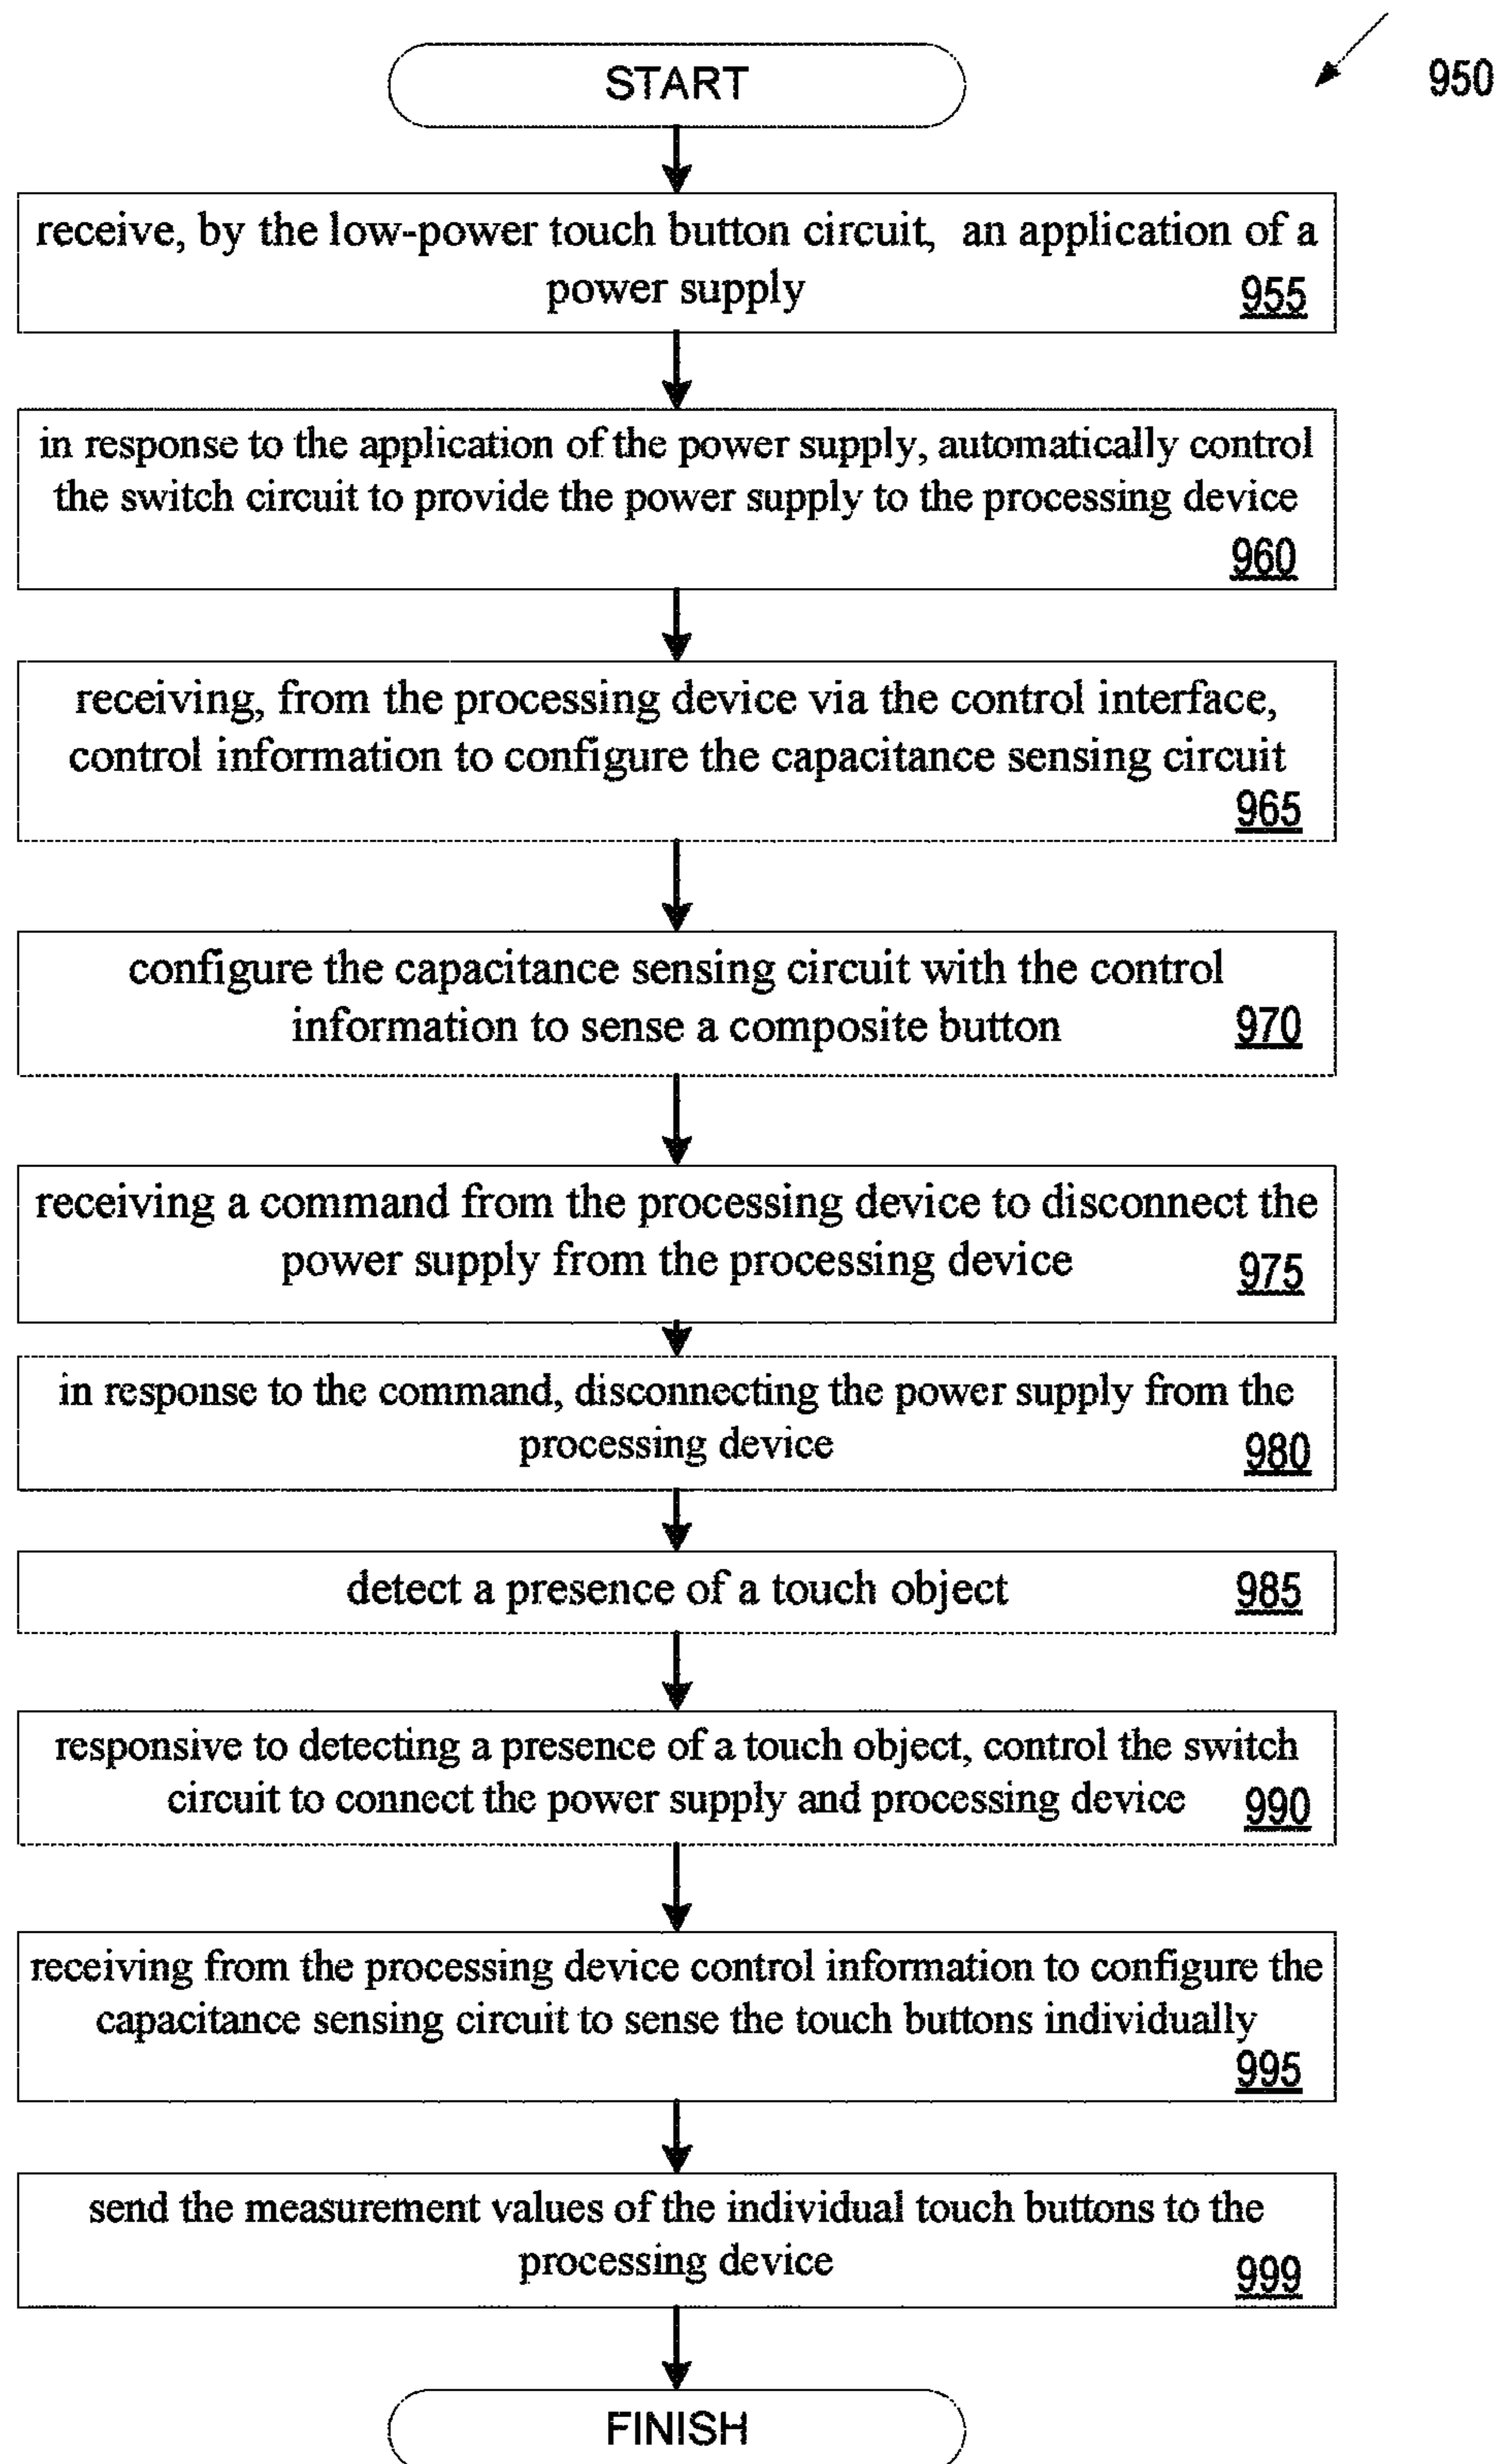 START
950
receive, by the low-power touch button circuit, an application of a
power supply
955
in response to the application of the power supply, automatically control
the switch circuit to provide the power supply to the processing device
960
receiving, from the processing device via the control interface,
control information to configure the capacitance sensing circuit
965
configure the capacitance sensing circuit with the control
information to sense a composite button
970
receiving a command from the processing device to disconnect the
power supply from the processing device
975
in response to the command, disconnecting the power supply from the
processing device
980
detect a presence of a touch object
985
responsive to detecting a presence of a touch object, control the switch
circuit to connect the power supply and processing device
990
receiving from the processing device control information to configure the
capacitance sensing circuit to sense the touch buttons individually
995
send the measurement values of the individual touch buttons to the
processing device
999
FINISH